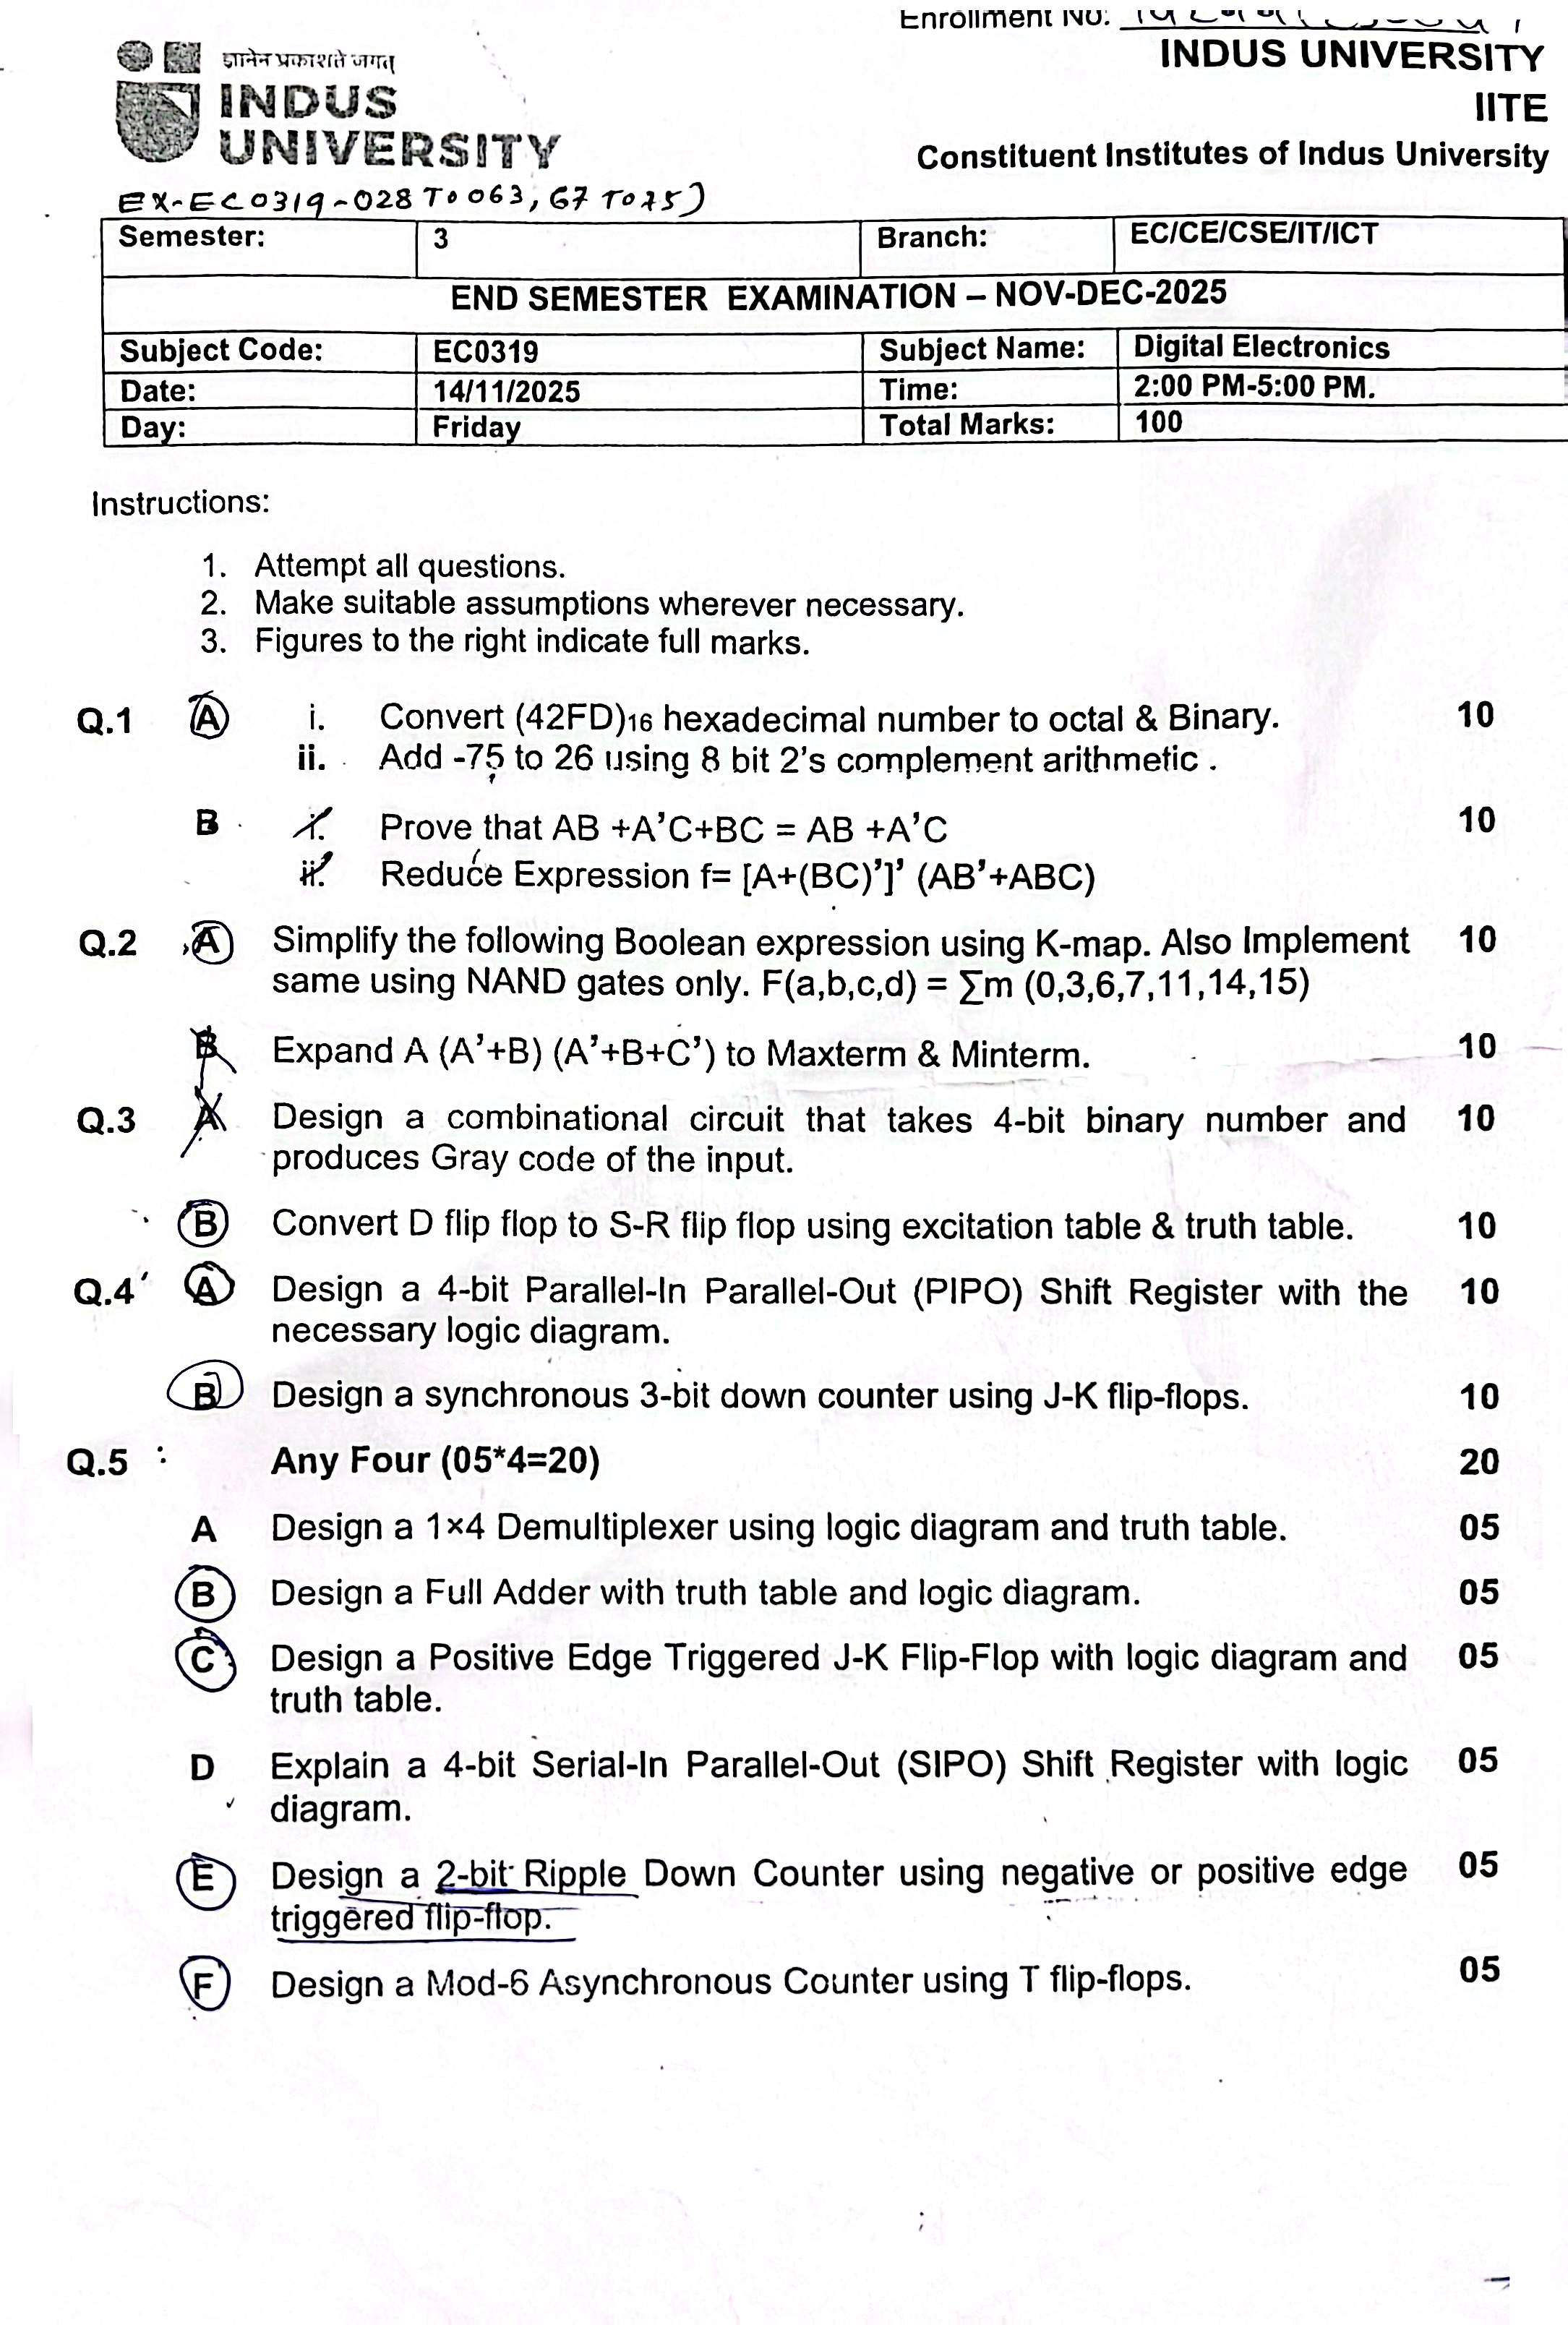 Enrollment No:
ज्ञानेन प्रकाशते जगत्
INDUS
UNIVERSITY
INDUS UNIVERSITY
IITE
Constituent Institutes of Indus University
EX-EC0319-028 TO 063, 67 TO 75)
Semester: 3 Branch: EC/CE/CSE/IT/ICT
END SEMESTER EXAMINATION – NOV-DEC-2025
Subject Code: EC0319 Subject Name: Digital Electronics
Date: 14/11/2025 Time: 2:00 PM-5:00 PM.
Day: Friday Total Marks: 100
Instructions:
1. Attempt all questions.
2. Make suitable assumptions wherever necessary.
3. Figures to the right indicate full marks.
Q.1 A i. Convert (42FD)16 hexadecimal number to octal & Binary. 10
ii. Add -75 to 26 using 8 bit 2's complement arithmetic .
B i. Prove that AB +A'C+BC = AB +A'C 10
ii. Reduce Expression f= [A+(BC)']' (AB'+ABC)
Q.2 A Simplify the following Boolean expression using K-map. Also Implement 10
same using NAND gates only. F(a,b,c,d) = ∑m (0,3,6,7,11,14,15)
B Expand A (A'+B) (A'+B+C') to Maxterm & Minterm. 10
Q.3 A Design a combinational circuit that takes 4-bit binary number and 10
produces Gray code of the input.
B Convert D flip flop to S-R flip flop using excitation table & truth table. 10
Q.4 A Design a 4-bit Parallel-In Parallel-Out (PIPO) Shift Register with the 10
necessary logic diagram.
B Design a synchronous 3-bit down counter using J-K flip-flops. 10
Q.5 Any Four (05*4=20) 20
A Design a 1×4 Demultiplexer using logic diagram and truth table. 05
B Design a Full Adder with truth table and logic diagram. 05
C Design a Positive Edge Triggered J-K Flip-Flop with logic diagram and 05
truth table.
D Explain a 4-bit Serial-In Parallel-Out (SIPO) Shift Register with logic 05
diagram.
E Design a 2-bit Ripple Down Counter using negative or positive edge 05
triggered flip-flop.
F Design a Mod-6 Asynchronous Counter using T flip-flops. 05